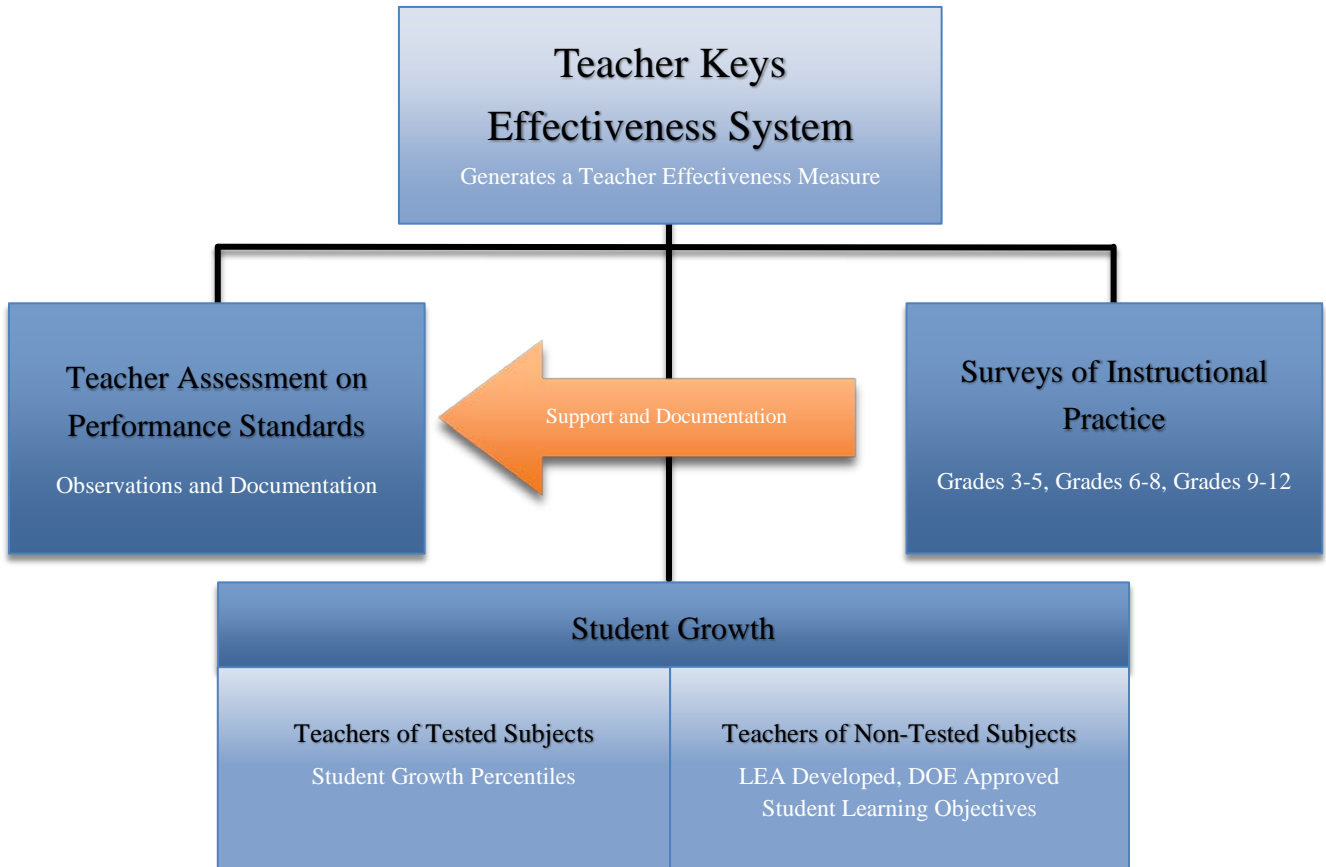 Teacher Keys
Effectiveness System
Generates a Teacher Effectiveness Measure
Teacher Assessment on
Performance Standards
Observations and Documentation
Support and Documentation
Surveys of Instructional
Practice
Grades 3-5, Grades 6-8, Grades 9-12
Student Growth
Teachers of Tested Subjects
Student Growth Percentiles
Teachers of Non-Tested Subjects
LEA Developed, DOE Approved
Student Learning Objectives